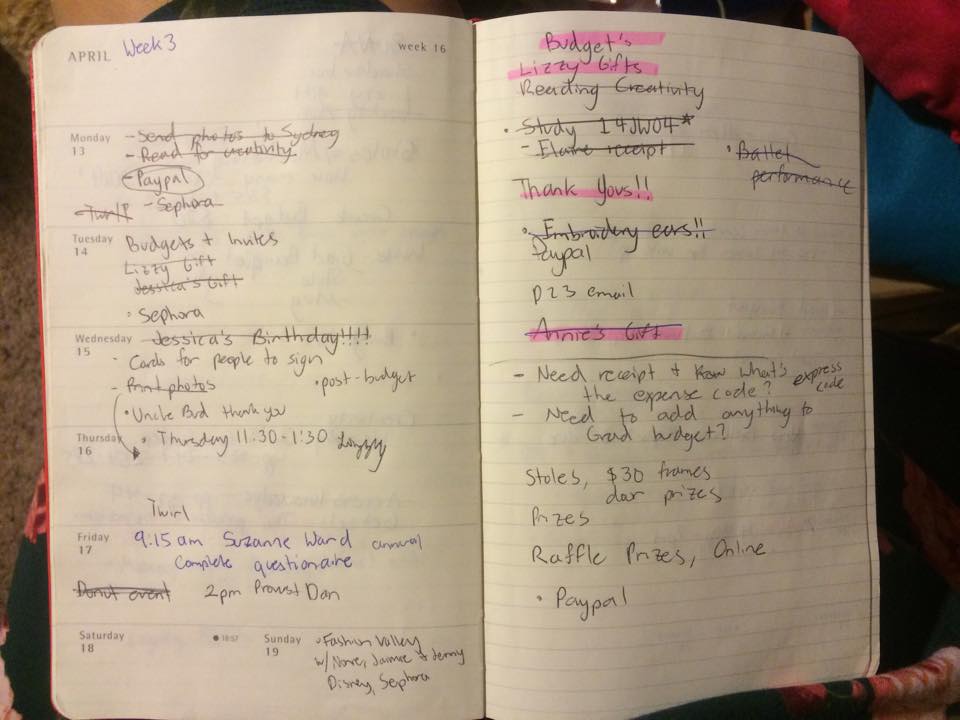 APRIL Week 3 week 16
Monday
13
- Send photos to Sydney
- Read for creativity
- Paypal
Twirl - Sephora
Tuesday
14
Budgets + Invites
Lizzy Gift
Jessica's Gift
• Sephora
Wednesday
15
Jessica's Birthday!!!!
- Cards for people to sign
- Print photos • post-budget
• Uncle Bud thank you
Thursday
16
• Thursday 11:30-1:30 Lizzy
Twirl
Friday
17
9:15 am Suzanne Ward annual
Complete questionaire
Donut event 2pm Provost Dan
Saturday
18
18:57
Sunday
19
• Fashion Valley
w/ Jaimie + Jenny
Disney, Sephora
Budget's
Lizzy Gifts
Reading Creativity
• Study 14JW04*
- Elaine receipt
• Ballet
performance
Thank Yous!!
• Embroidery ears!!
Paypal
D23 email
Annie's Gift
- Need receipt + know what's
the expense code? express
code
- Need to add anything to
Grad budget?
Stoles, $30 frames
door prizes
Prizes
Raffle Prizes, Online
• Paypal